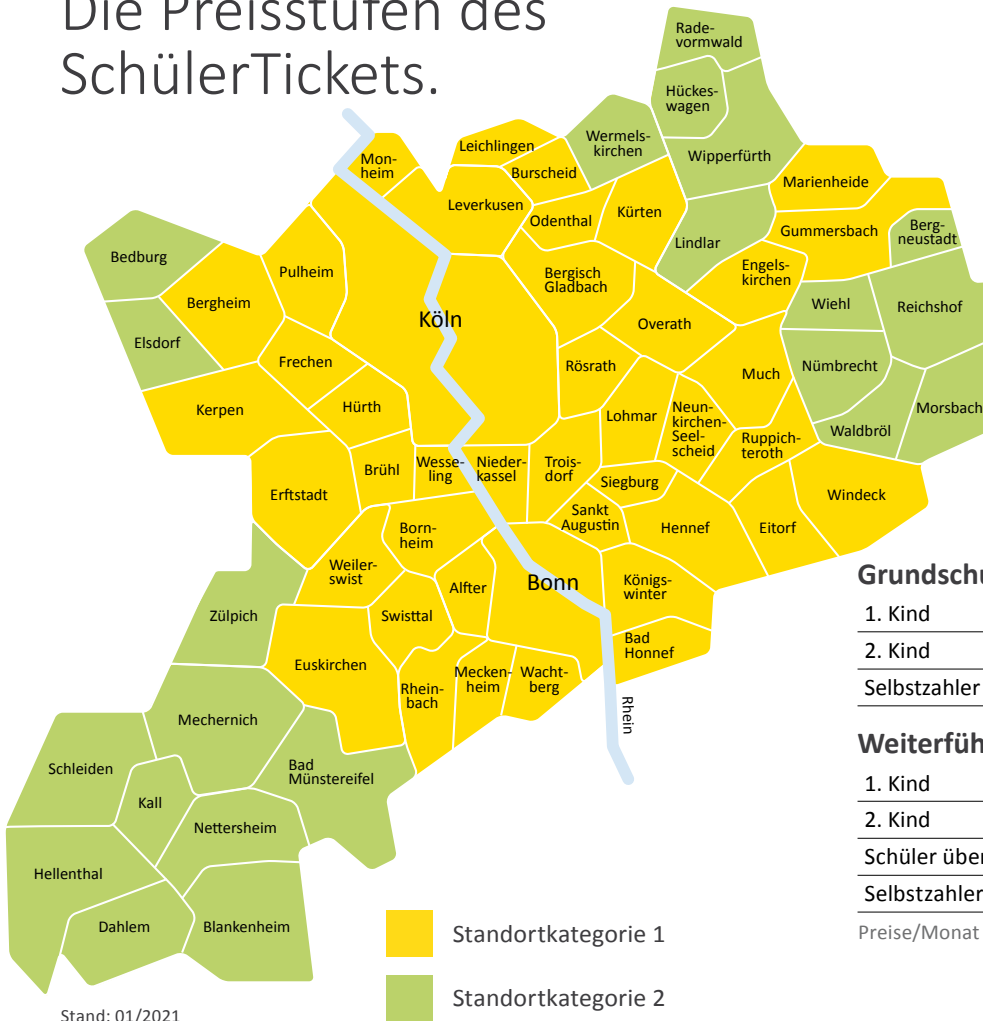 Die Preisstufen des
SchülerTickets.
Rade-
vormwald
Hückes-
wagen
Wermels-
kirchen
Wipperfürth
Leichlingen
Mon-
heim
Burscheid
Marienheide
Leverkusen
Odenthal
Kürten
Gummersbach
Berg-
neustadt
Lindlar
Bedburg
Pulheim
Bergisch
Gladbach
Engels-
kirchen
Bergheim
Wiehl
Reichshof
Köln
Overath
Elsdorf
Frechen
Rösrath
Much
Nümbrecht
Kerpen
Hürth
Lohmar
Neun-
kirchen-
Seel-
scheid
Morsbach
Waldbröl
Ruppich-
teroth
Brühl
Wesse-
ling
Nieder-
kassel
Trois-
dorf
Siegburg
Erftstadt
Windeck
Sankt
Augustin
Hennef
Eitorf
Born-
heim
Weiler-
swist
Alfter
Bonn
Königs-
winter
Zülpich
Swisttal
Bad
Honnef
Euskirchen
Rhein-
bach
Mecken-
heim
Wacht-
berg
Rhein
Mechernich
Schleiden
Bad
Münstereifel
Kall
Nettersheim
Hellenthal
Dahlem
Blankenheim
Standortkategorie 1
Standortkategorie 2
Stand: 01/2021
Grundschu
1. Kind
2. Kind
Selbstzahler
Weiterfüh
1. Kind
2. Kind
Schüler über
Selbstzahler
Preise/Monat